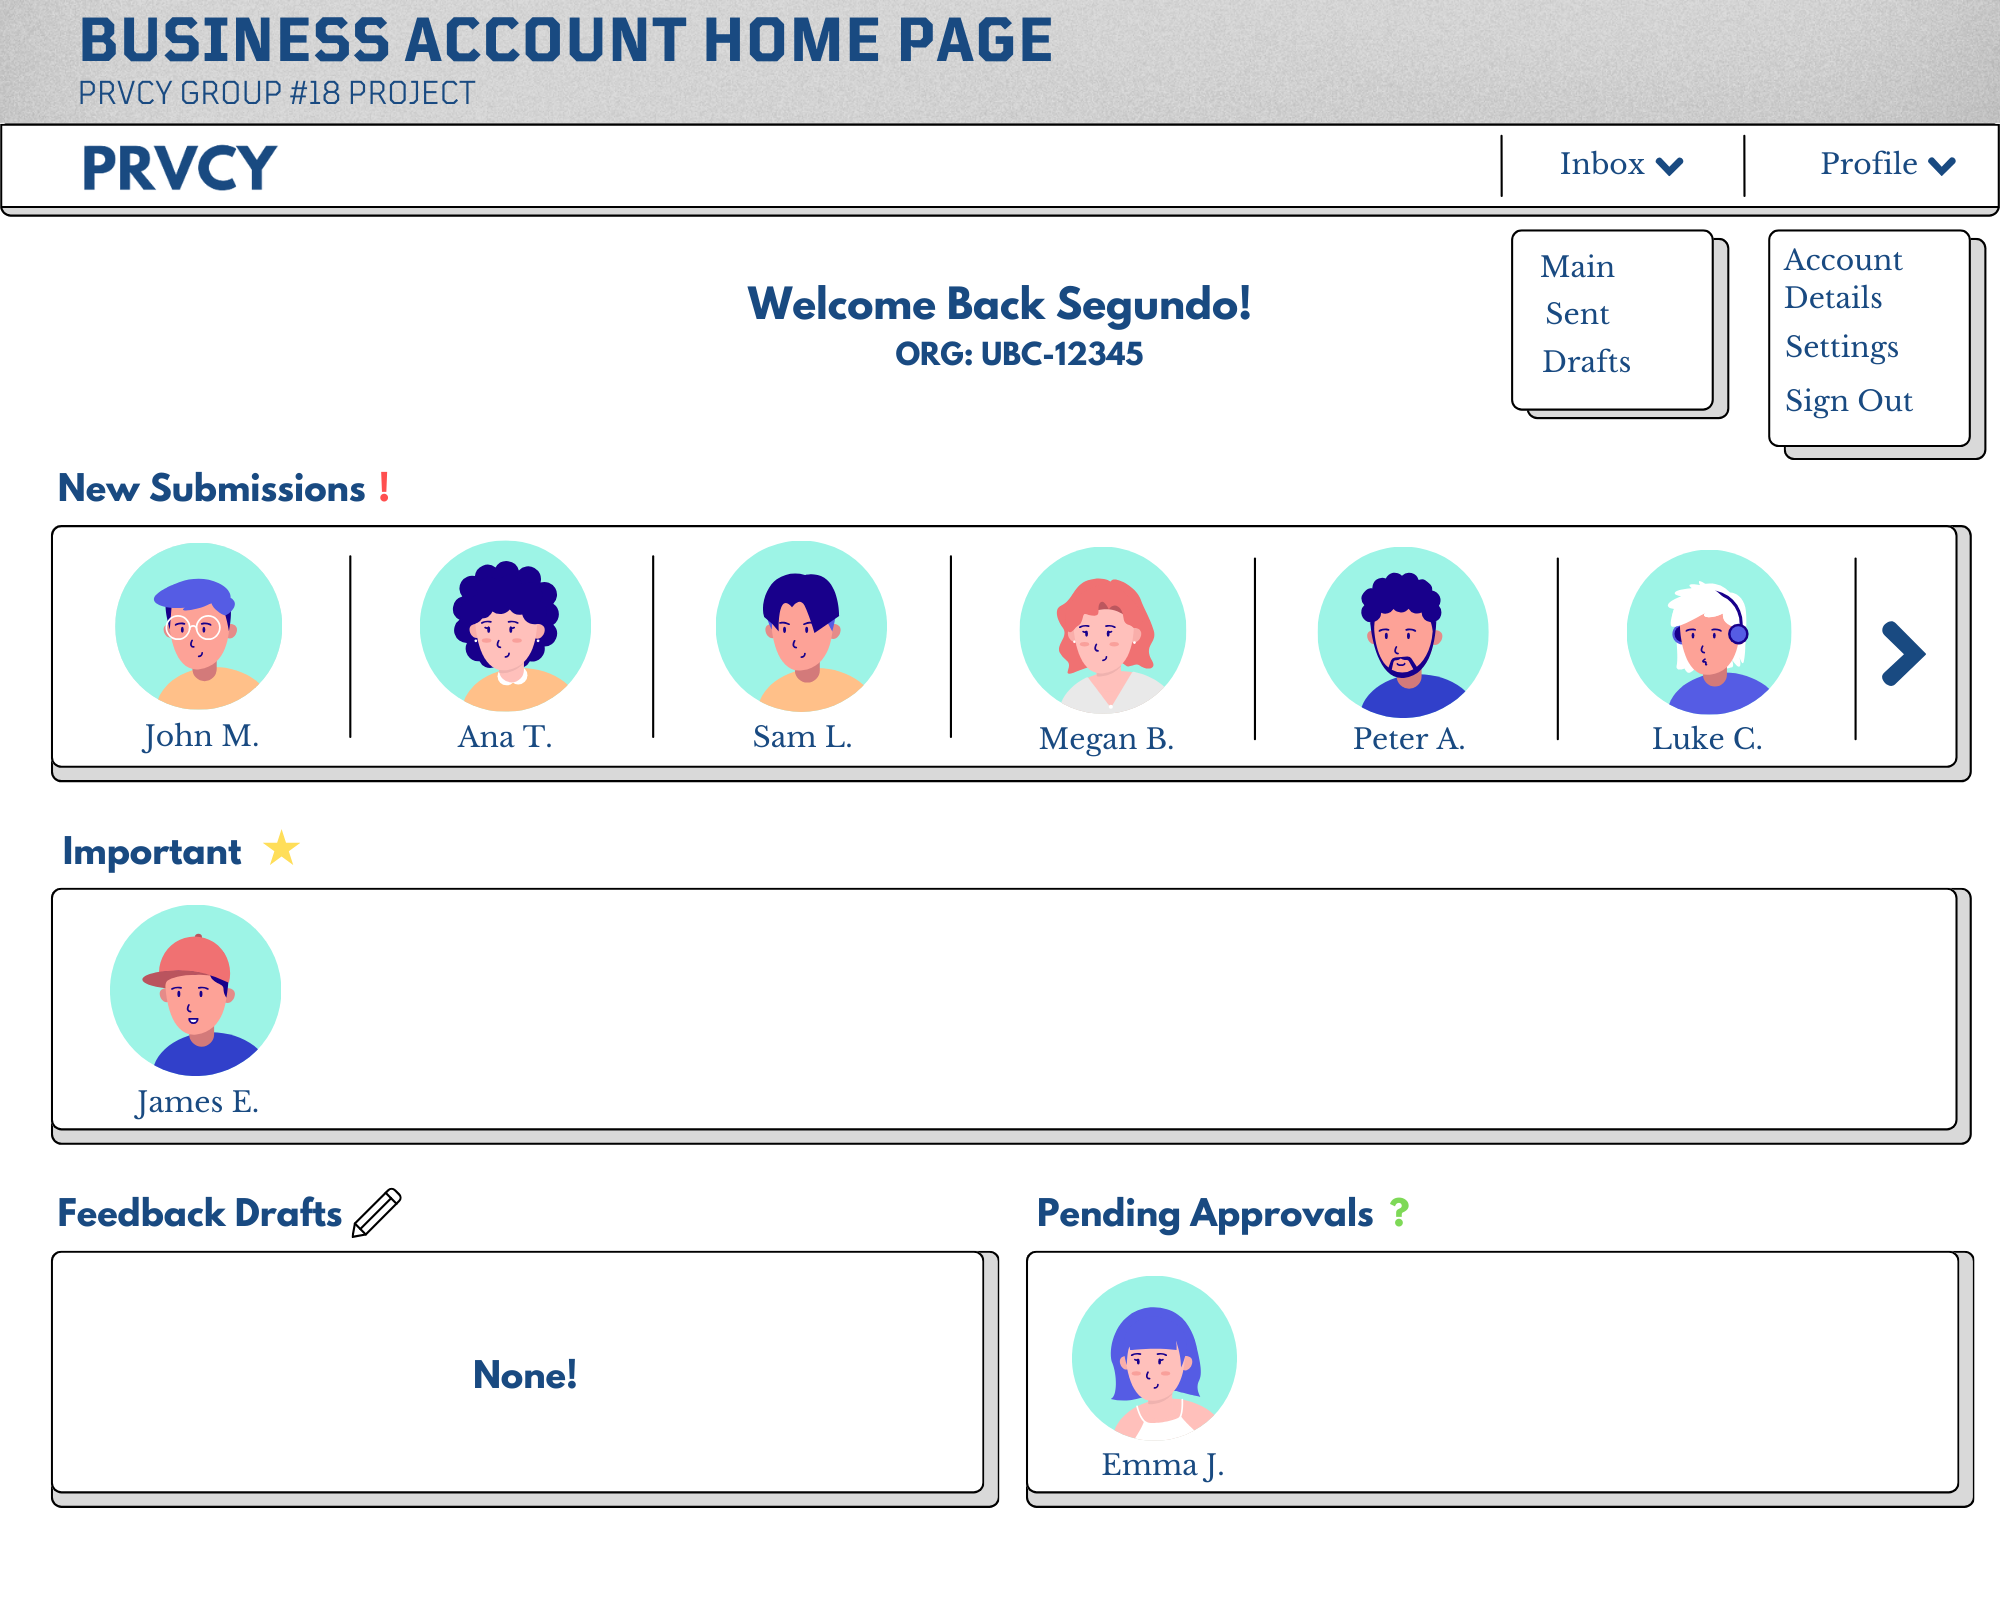 BUSINESS ACCOUNT HOME PAGE
PRVCY GROUP #18 PROJECT
PRVCY
Inbox
Profile
Main
Sent
Drafts
Account
Details
Settings
Sign Out
Welcome Back Segundo!
ORG: UBC-12345
New Submissions !
John M.
Ana T.
Sam L.
Megan B.
Peter A.
Luke C.
Important
James E.
Feedback Drafts
None!
Pending Approvals ?
Emma J.